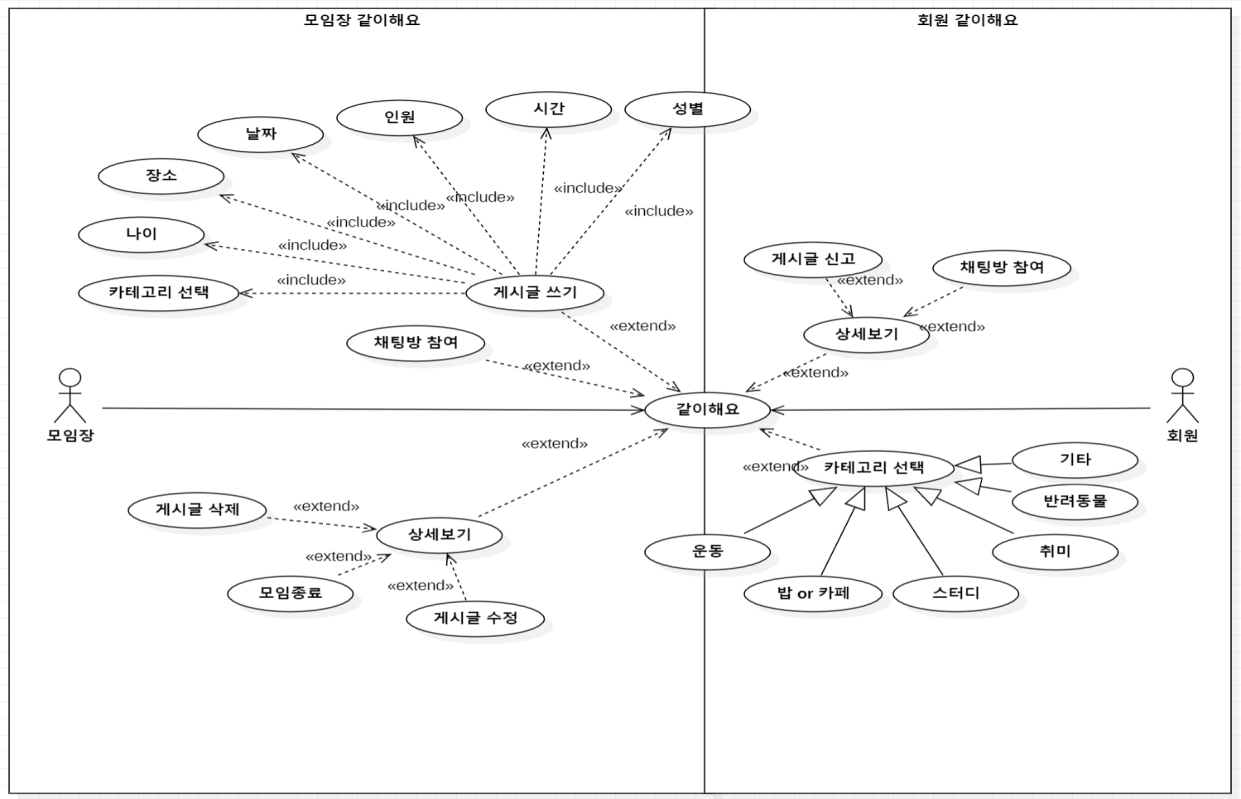 모임장 같이해요
회원 같이해요
시간
성별
인원
날짜
장소
«include»
«include»
«include»
«include»
«include»
나이
«include»
«include»
카테고리 선택
게시글 쓰기
게시글 신고
채팅방 참여
«extend»
«extend»
상세보기
«extend»
«extend»
채팅방 참여
«extend»
같이해요
모임장
회원
«extend»
«extend»
카테고리 선택
기타
반려동물
게시글 삭제
«extend»
상세보기
운동
취미
«extend»
모임종료
«extend»
밥 or 카페
스터디
게시글 수정